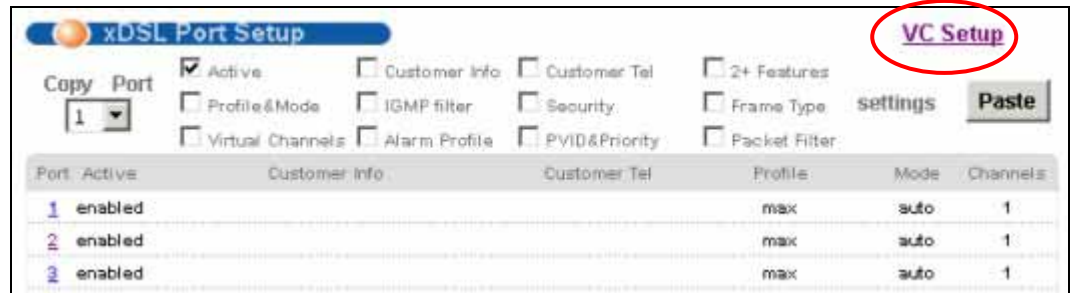 xDSL Port Setup VC Setup
Copy Port
1
Active Customer Info Customer Tel 2+ Features
Profile&Mode IGMP filter Security Frame Type
Virtual Channels Alarm Profile PVID&Priority Packet Filter
settings Paste
Port Active Customer Info Customer Tel Profile Mode Channels
1 enabled max auto 1
2 enabled max auto 1
3 enabled max auto 1